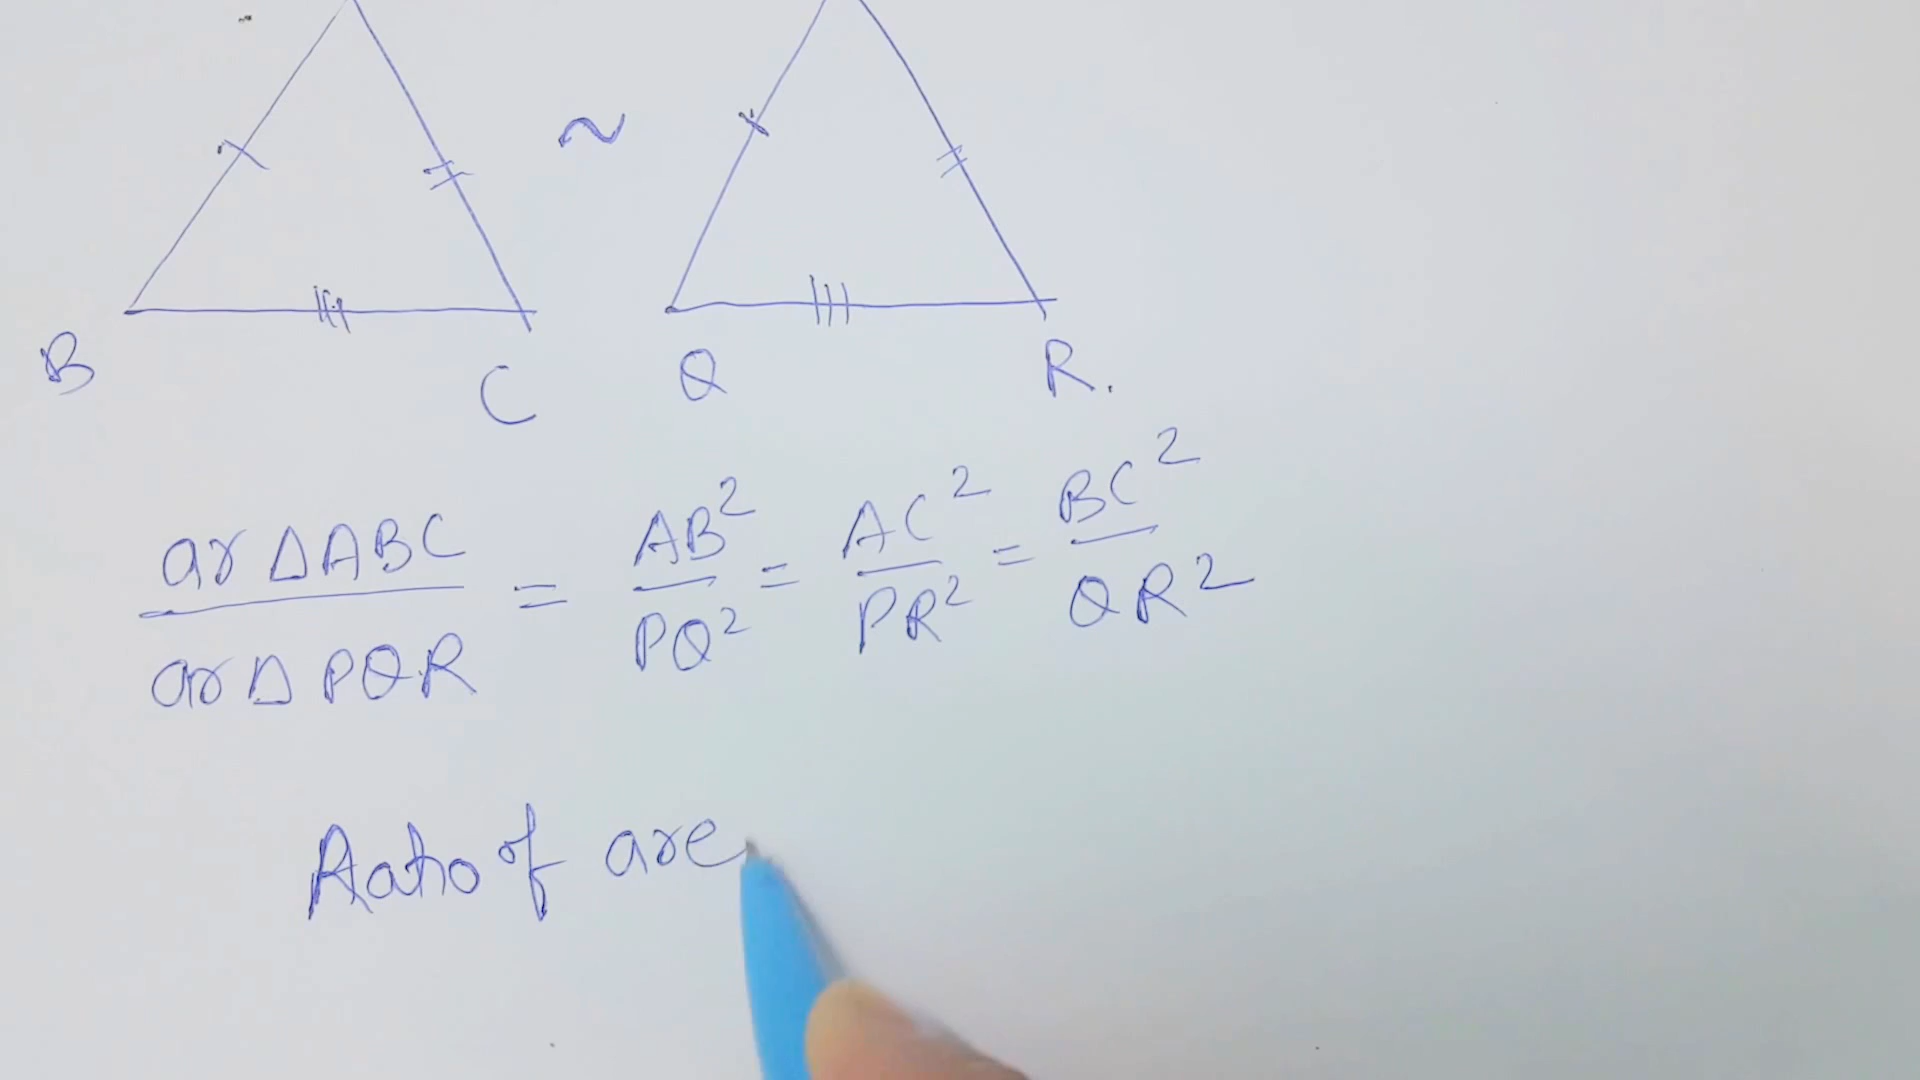 ~
B C Q R.
ar △ABC / ar △PQR = AB² / PQ² = AC² / PR² = BC² / QR²
Ratio of are